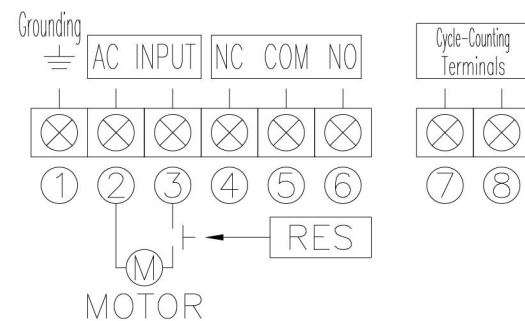 Grounding
AC INPUT
NC COM NO
Cycle-Counting
Terminals
1 2 3 4 5 6 7 8
RES
M
MOTOR